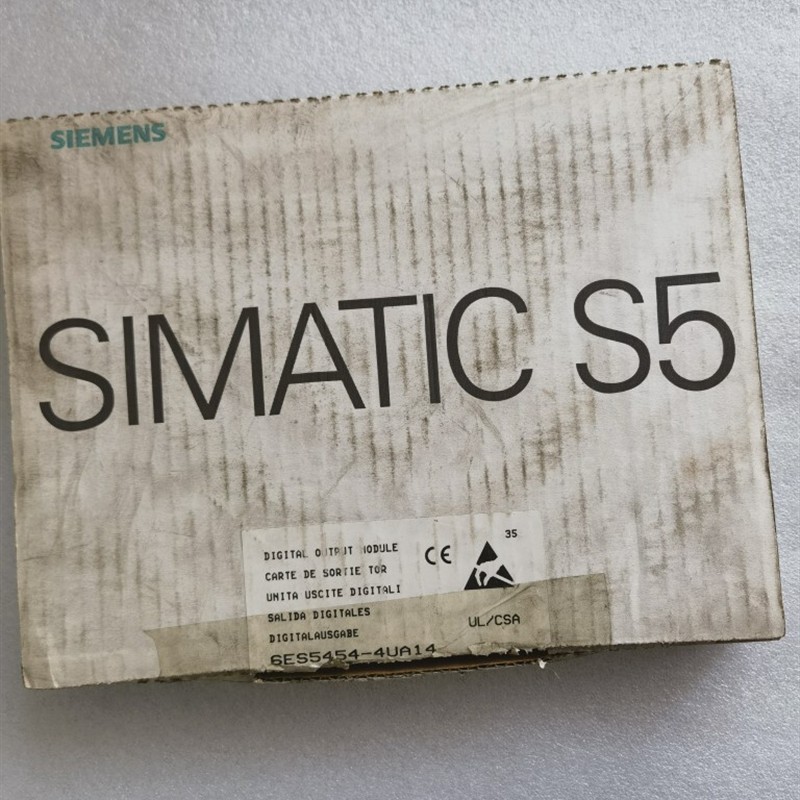 SIEMENS
SIMATIC S5
35
DIGITAL OUTPUT MODULE
CE
CARTE DE SORTIE TOR
UNITA USCITE DIGITALI
SALIDA DIGITALES
UL/CSA
DIGITALAUSGABE
6ES5454-4UA14